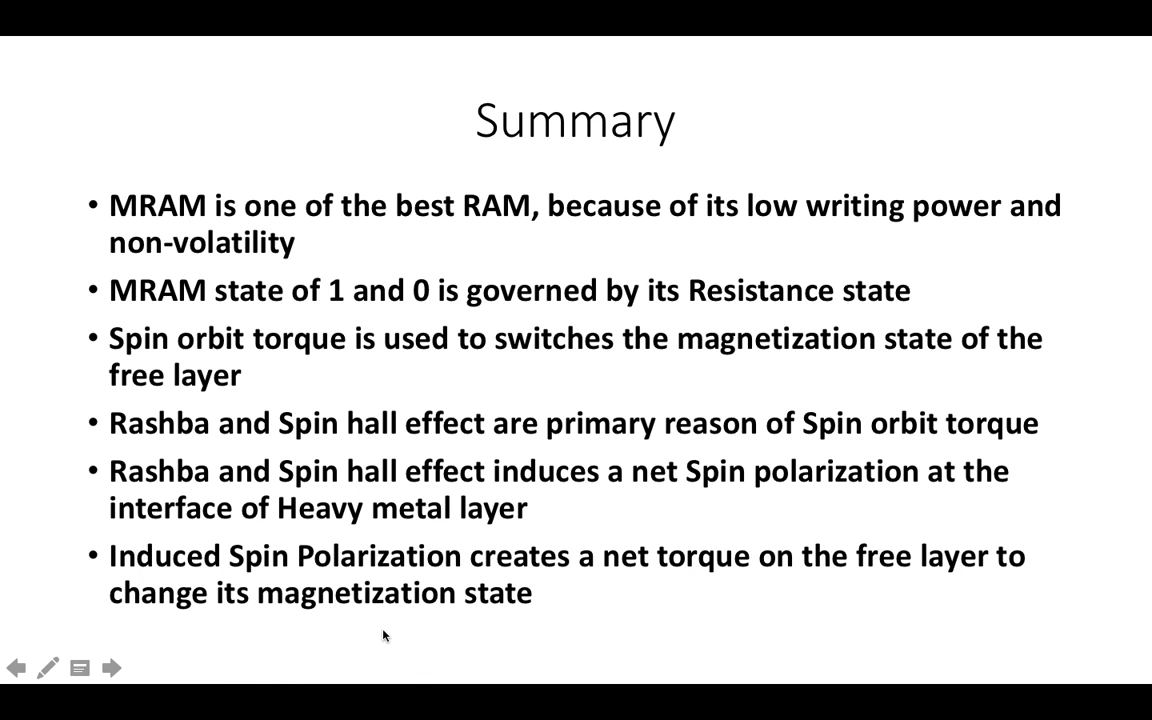 Summary
• MRAM is one of the best RAM, because of its low writing power and
non-volatility
• MRAM state of 1 and 0 is governed by its Resistance state
• Spin orbit torque is used to switches the magnetization state of the
free layer
• Rashba and Spin hall effect are primary reason of Spin orbit torque
• Rashba and Spin hall effect induces a net Spin polarization at the
interface of Heavy metal layer
• Induced Spin Polarization creates a net torque on the free layer to
change its magnetization state